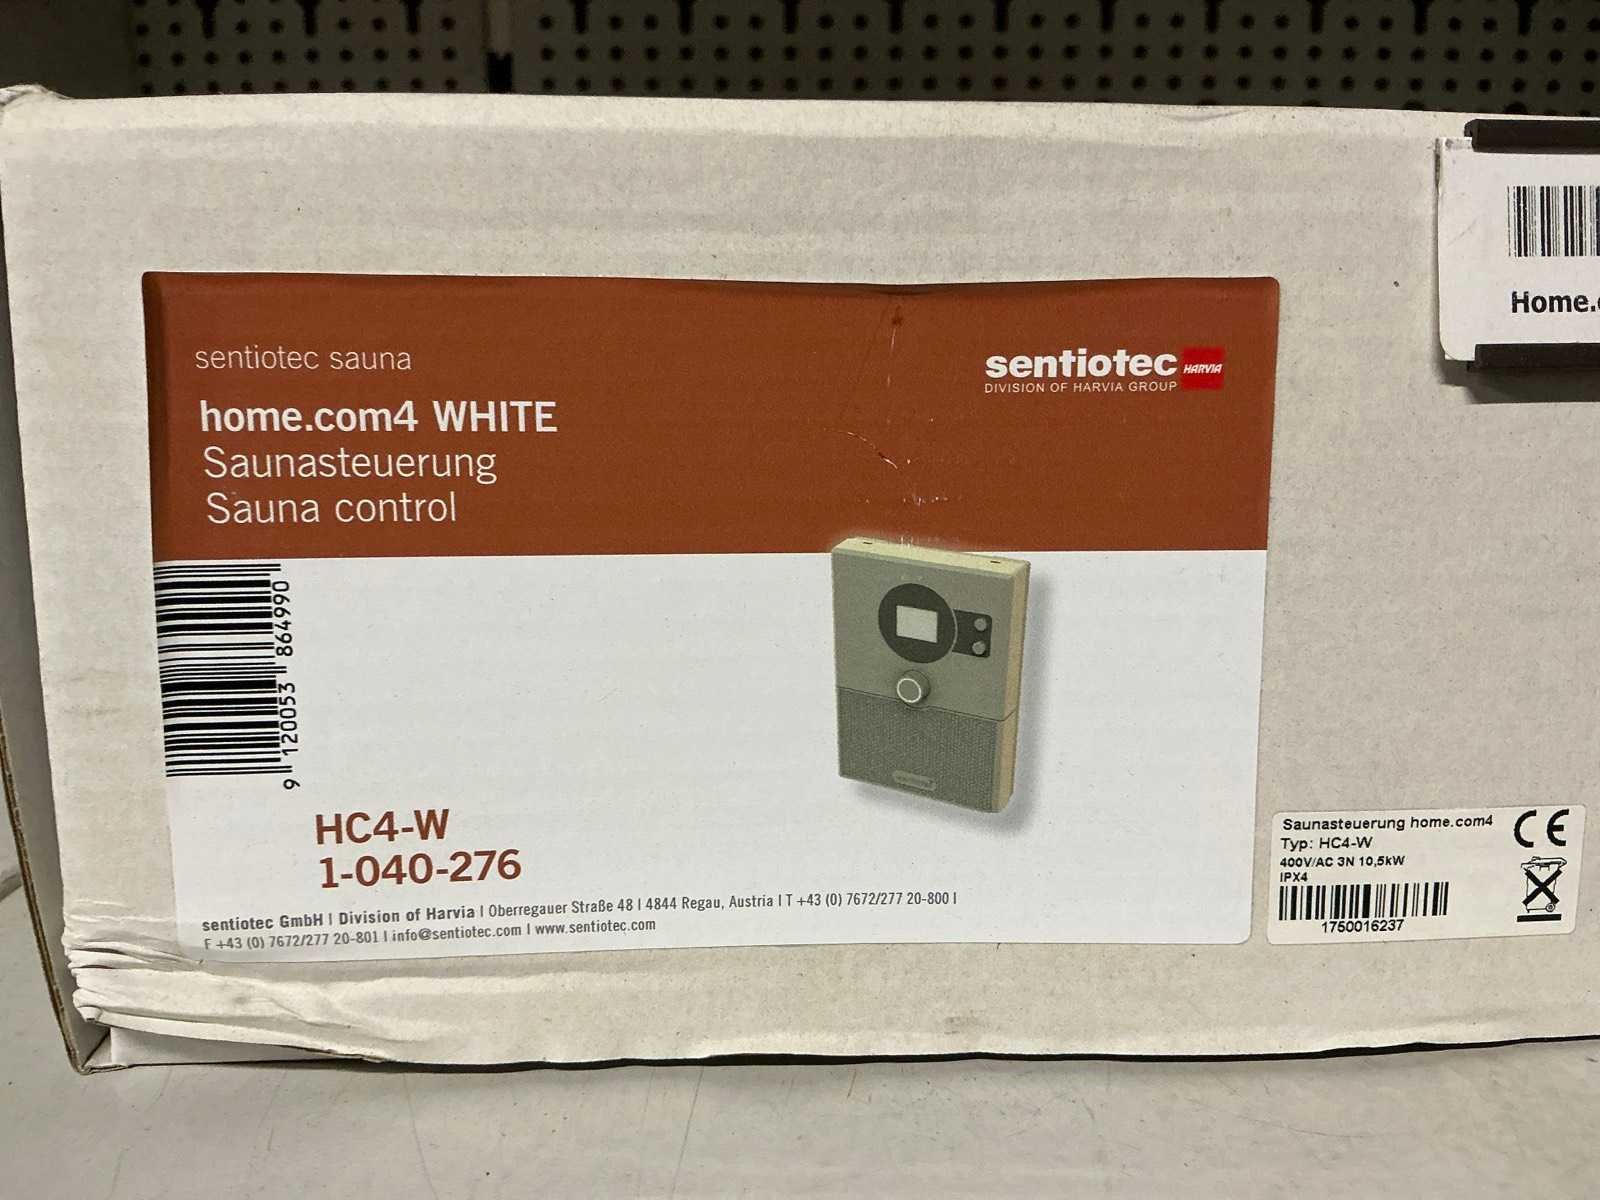 sentiotec sauna
home.com4 WHITE
Saunasteuerung
Sauna control
sentiotec HARVIA
DIVISION OF HARVIA GROUP
9 120053 864990
HC4-W
1-040-276
sentiotec GmbH I Division of Harvia I Oberregauer Straße 48 I 4844 Regau, Austria I T +43 (0) 7672/277 20-800 I
F +43 (0) 7672/277 20-801 I info@sentiotec.com I www.sentiotec.com
Home.
Saunasteuerung home.com4
Typ: HC4-W
400V/AC 3N 10,5kW
IPX4
1750016237
CE